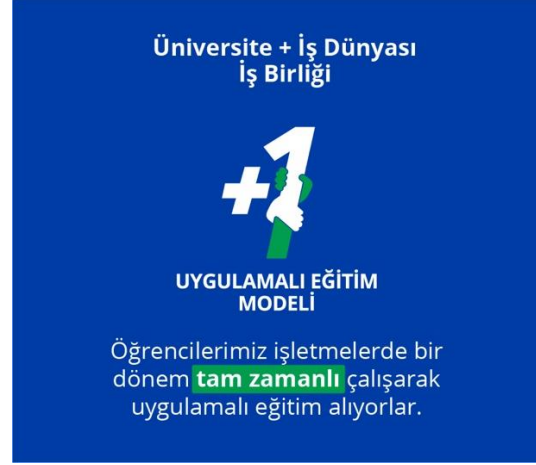 Üniversite + İş Dünyası
İş Birliği
+1
UYGULAMALI EĞİTİM
MODELİ
Öğrencilerimiz işletmelerde bir
dönem tam zamanlı çalışarak
uygulamalı eğitim alıyorlar.